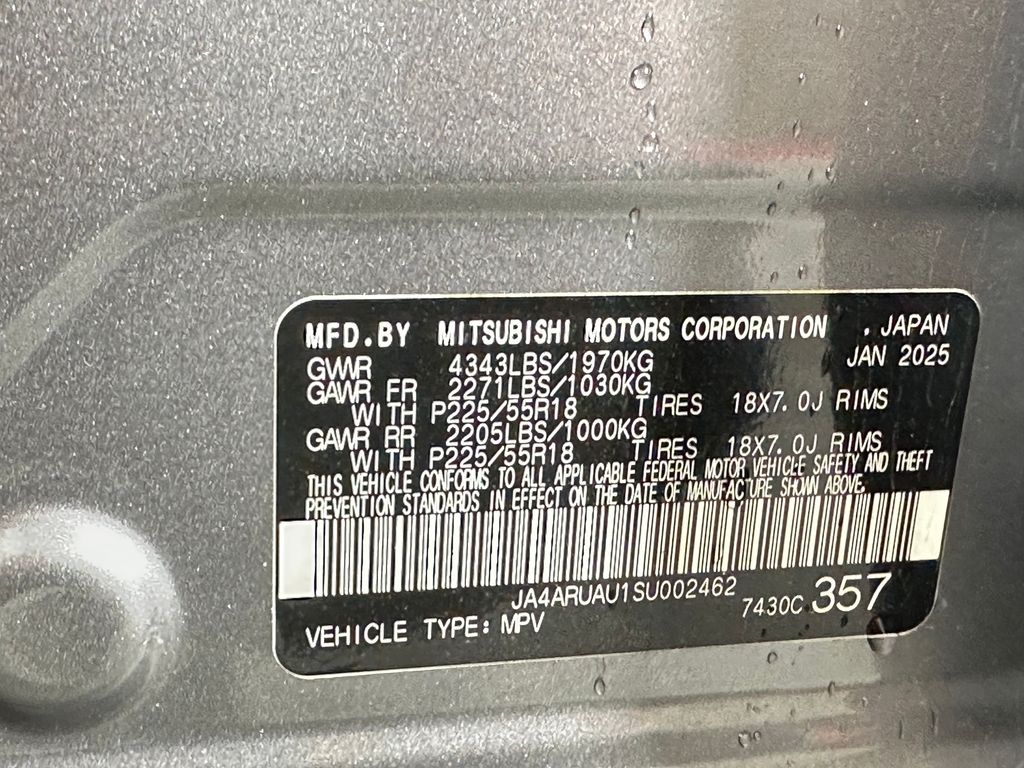 MFD.BY MITSUBISHI MOTORS CORPORATION . JAPAN
GVWR 4343LBS/1970KG JAN 2025
GAWR FR 2271LBS/1030KG
WITH P225/55R18 TIRES 18X7.0J RIMS
GAWR RR 2205LBS/1000KG
WITH P225/55R18 TIRES 18X7.0J RIMS
THIS VEHICLE CONFORMS TO ALL APPLICABLE FEDERAL MOTOR VEHICLE SAFETY AND THEFT
PREVENTION STANDARDS IN EFFECT ON THE DATE OF MANUFACTURE SHOWN ABOVE.
JA4ARUAU1SU002462
7430C 357
VEHICLE TYPE: MPV